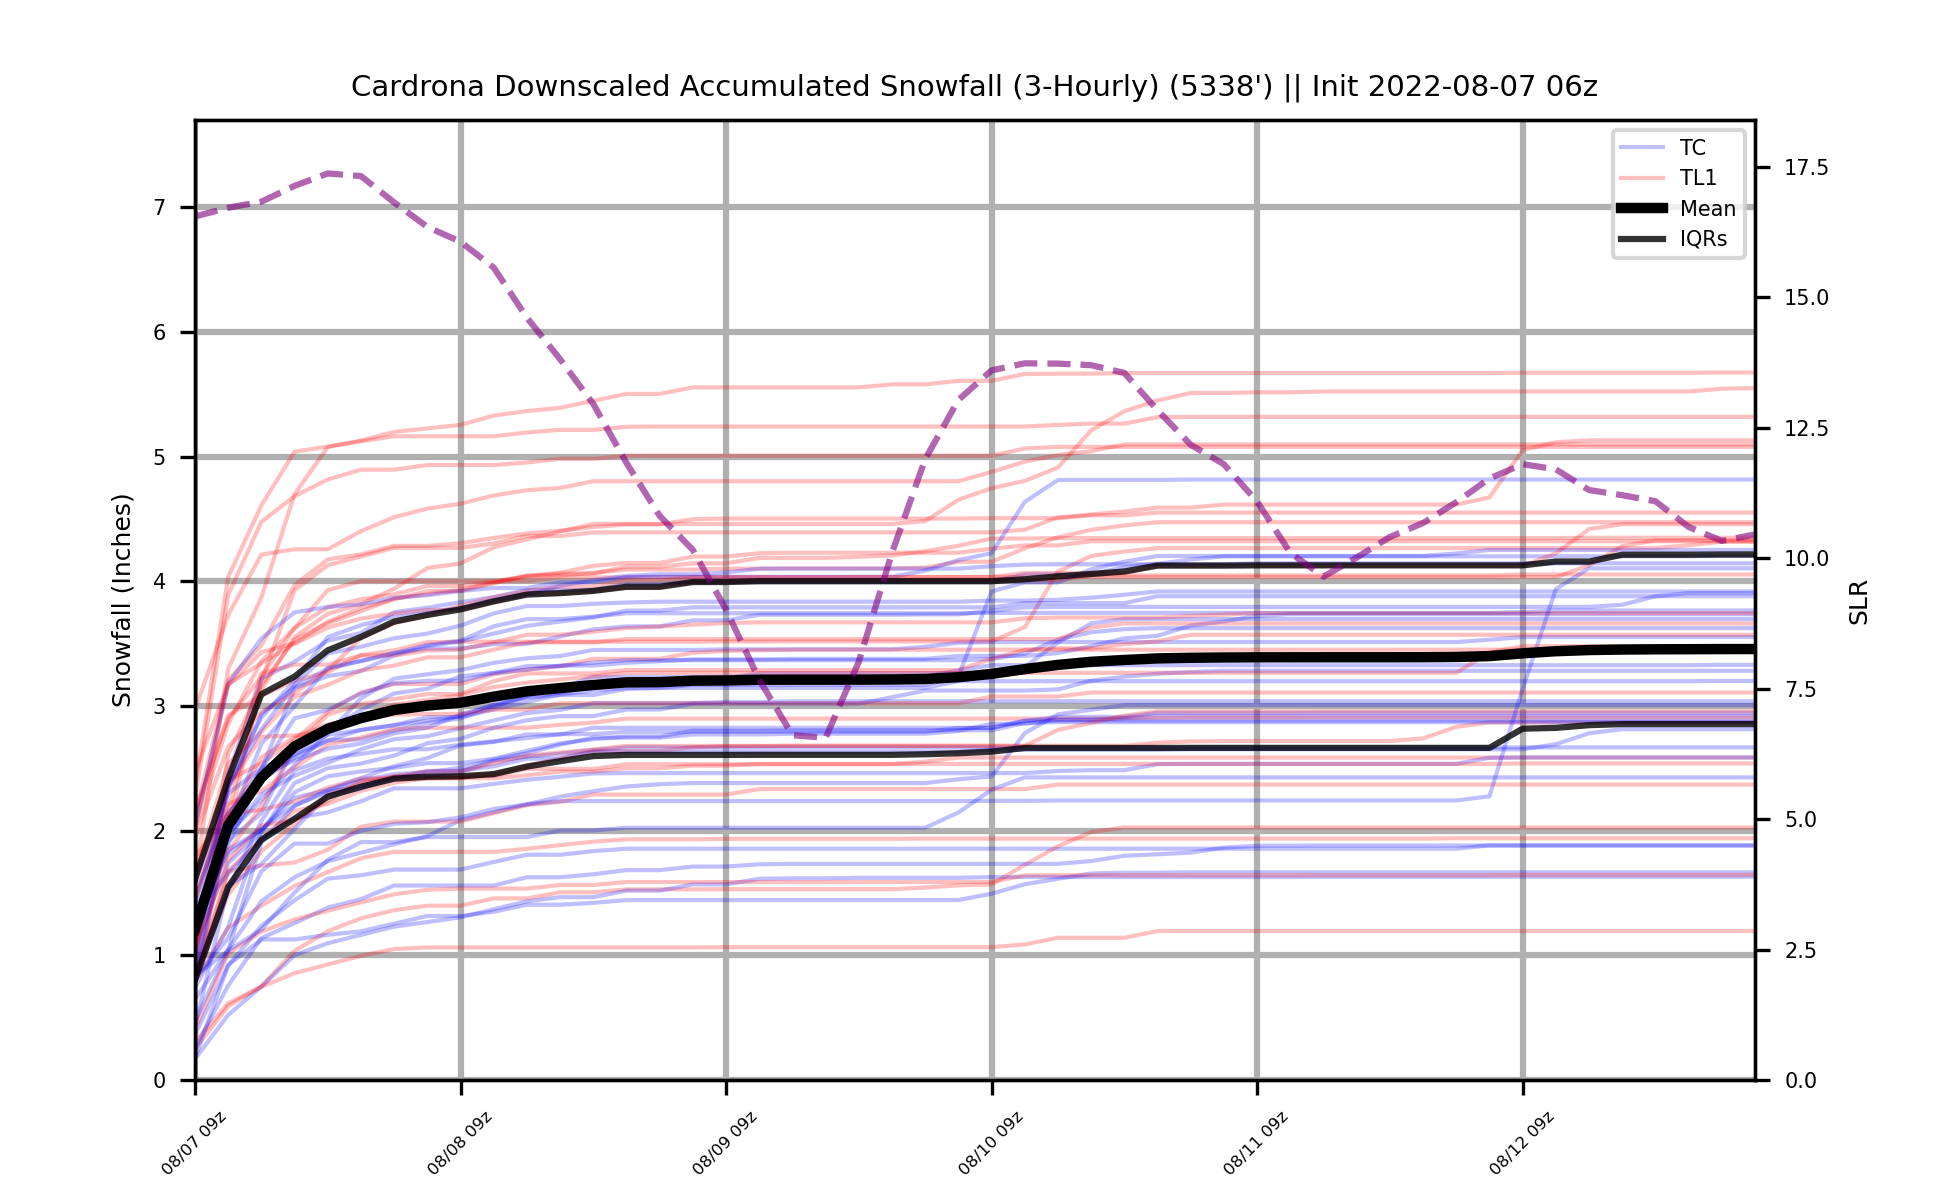 Cardrona Downscaled Accumulated Snowfall (3-Hourly) (5338') || Init 2022-08-07 06z
TC
TL1
Mean
IQRs
Snowfall (Inches)
7
6
5
4
3
2
1
0
17.5
15.0
12.5
10.0
7.5
5.0
2.5
0.0
SLR
08/07 09z
08/08 09z
08/09 09z
08/10 09z
08/11 09z
08/12 09z